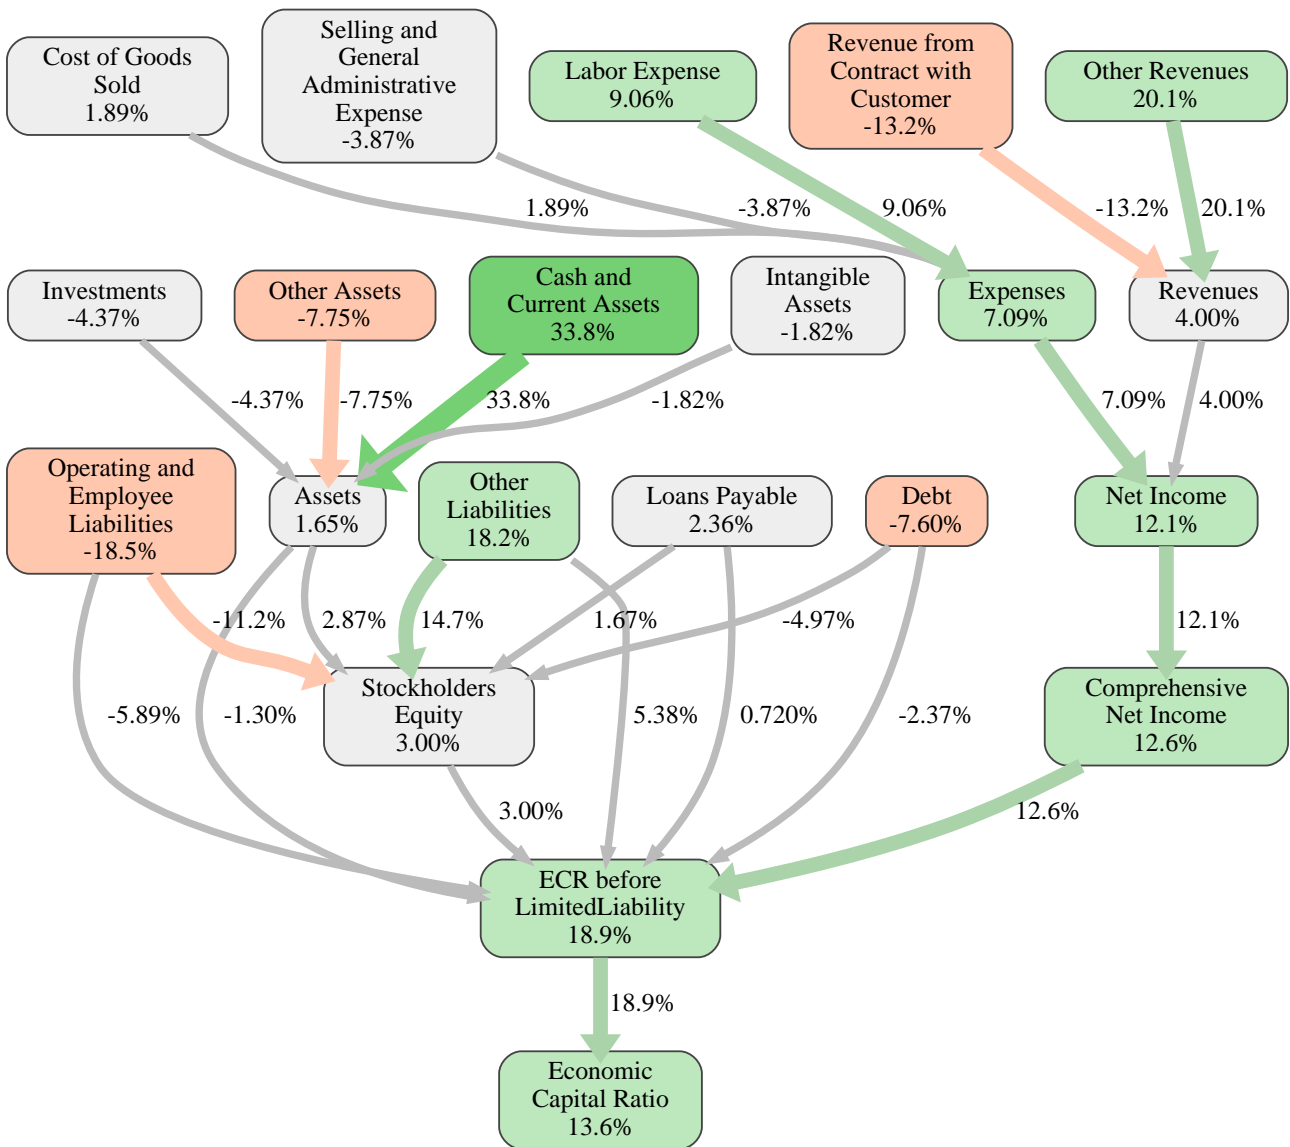 Cost of Goods
Sold
1.89%
Selling and
General
Administrative
Expense
-3.87%
Labor Expense
9.06%
Revenue from
Contract with
Customer
-13.2%
Other Revenues
20.1%
1.89%
-3.87%
9.06%
-13.2%
20.1%
Investments
-4.37%
Other Assets
-7.75%
Cash and
Current Assets
33.8%
Intangible
Assets
-1.82%
Expenses
7.09%
Revenues
4.00%
-4.37%
-7.75%
33.8%
-1.82%
7.09%
4.00%
Operating and
Employee
Liabilities
-18.5%
Assets
1.65%
Other
Liabilities
18.2%
Loans Payable
2.36%
Debt
-7.60%
Net Income
12.1%
-11.2%
2.87%
14.7%
1.67%
-4.97%
12.1%
-5.89%
-1.30%
Stockholders
Equity
3.00%
5.38%
0.720%
-2.37%
Comprehensive
Net Income
12.6%
3.00%
12.6%
ECR before
LimitedLiability
18.9%
18.9%
Economic
Capital Ratio
13.6%